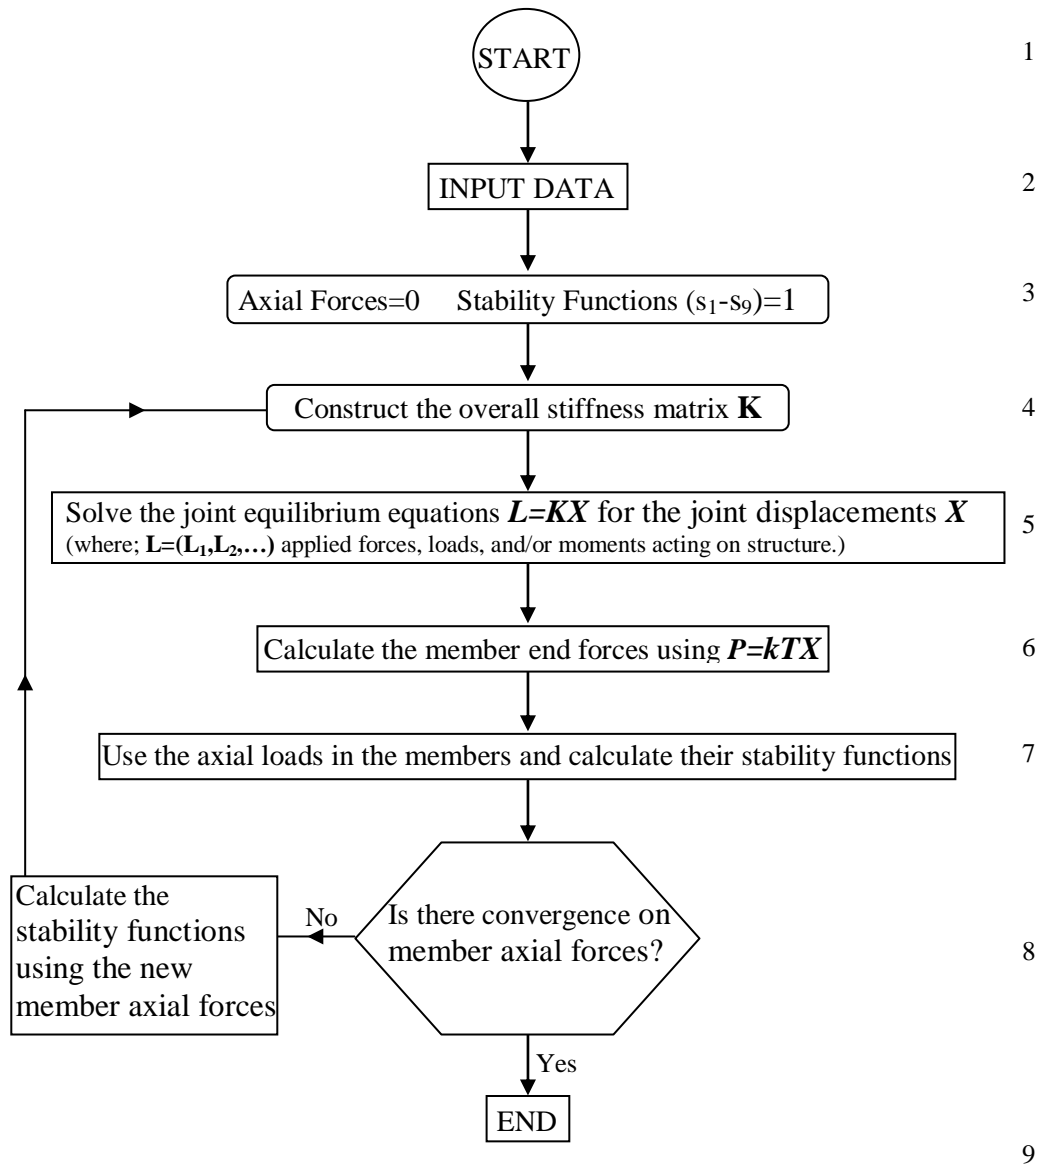 START
1
INPUT DATA
2
Axial Forces=0 Stability Functions (s₁-s₉)=1
3
Construct the overall stiffness matrix K
4
Solve the joint equilibrium equations L=KX for the joint displacements X
(where; L=(L₁,L₂,…) applied forces, loads, and/or moments acting on structure.)
5
Calculate the member end forces using P=kTX
6
Use the axial loads in the members and calculate their stability functions
7
Calculate the
stability functions
using the new
member axial forces
No
Is there convergence on
member axial forces?
8
Yes
END
9